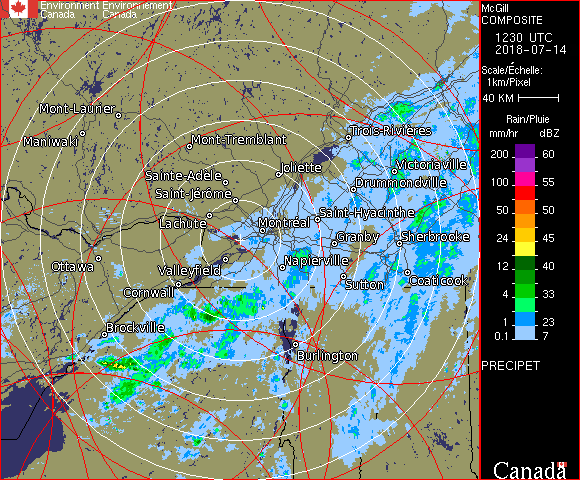 Environment Environnement
Canada Canada
McGill
COMPOSITE
1230 UTC
2018-07-14
Scale/Échelle:
1km/Pixel
40 KM
Rain/Pluie
mm/hr dBZ
200 60
100 55
50 50
24 45
12 40
4 33
1 23
0.1 7
PRECIPET
Canada
Mont-Laurier
Maniwaki
Mont-Tremblant
Trois-Rivières
Sainte-Adèle
Joliette
Victoriaville
Saint-Jérôme
Drummondville
Lachute
Montréal
Saint-Hyacinthe
Granby
Sherbrooke
Ottawa
Valleyfield
Napierville
Cornwall
Sutton
Coaticook
Brockville
Burlington